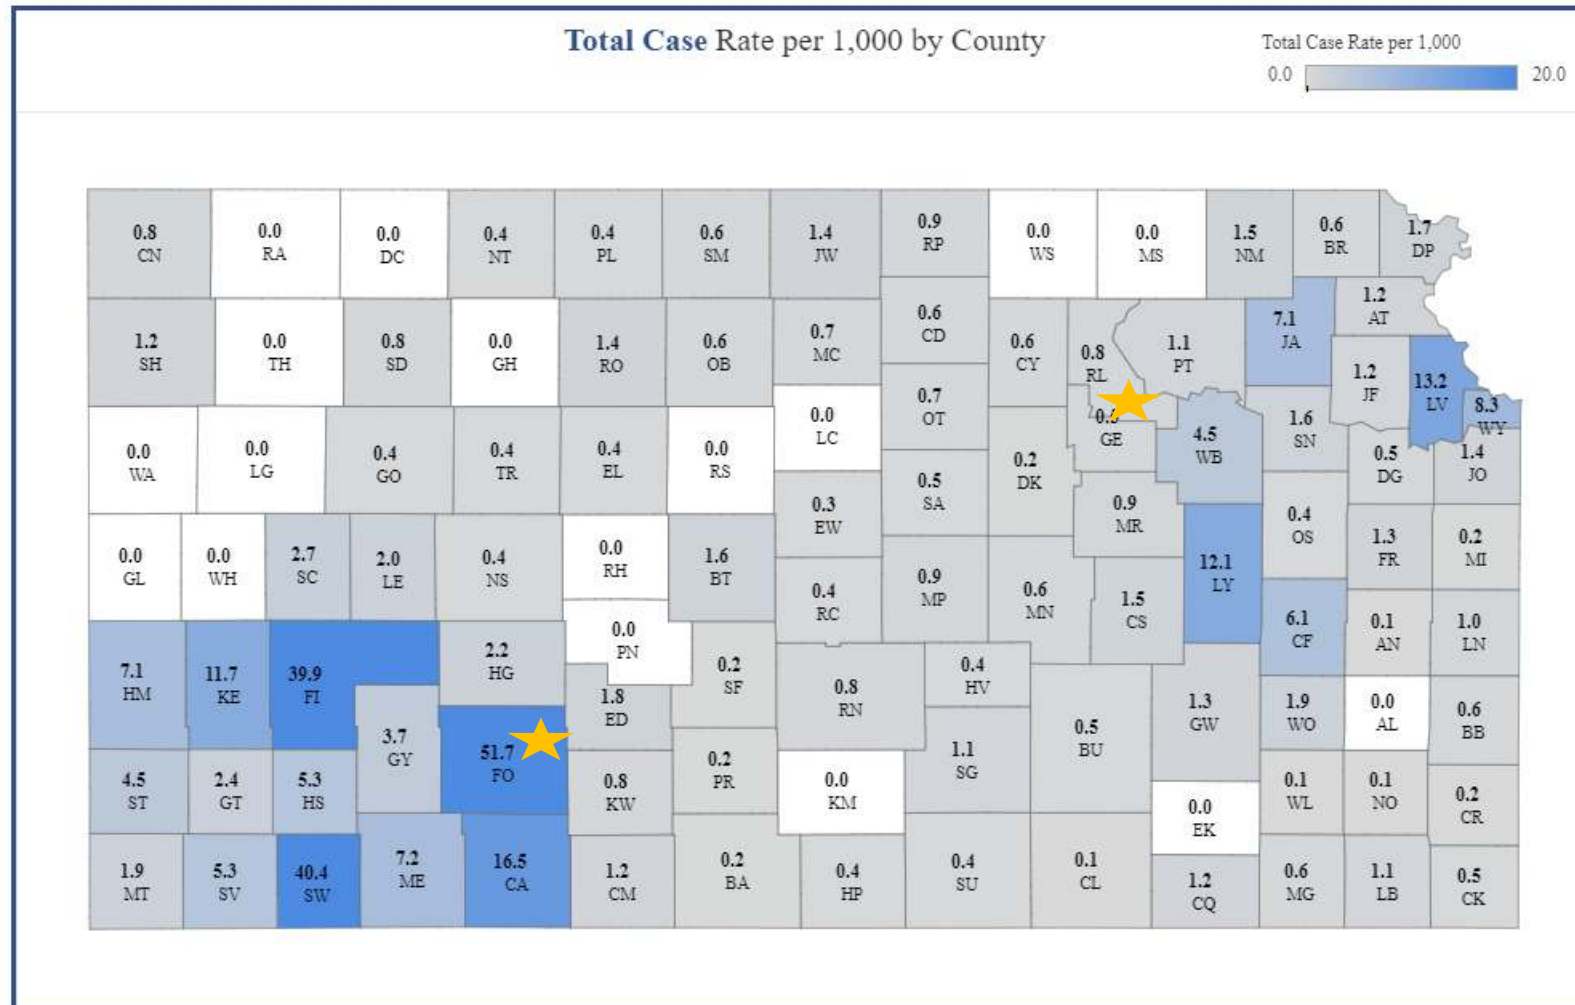 Total Case Rate per 1,000 by County
Total Case Rate per 1,000
0.0
20.0
0.8
CN
0.0
RA
0.0
DC
0.4
NT
0.4
PL
0.6
SM
1.4
JW
0.9
RP
0.0
WS
0.0
MS
1.5
NM
0.6
BR
1.7
DP
1.2
SH
0.0
TH
0.8
SD
0.0
GH
1.4
RO
0.6
OB
0.7
MC
0.6
CD
0.6
CY
0.8
RL
1.1
PT
7.1
JA
1.2
AT
1.2
JF
13.2
LV
8.3
WY
0.0
WA
0.0
LG
0.4
GO
0.4
TR
0.4
EL
0.0
RS
0.0
LC
0.7
OT
0.2
DK
GE
4.5
WB
1.6
SN
0.5
DG
1.4
JO
0.3
EW
0.5
SA
0.9
MR
0.4
OS
1.3
FR
0.2
MI
0.0
GL
0.0
WH
2.7
SC
2.0
LE
0.4
NS
0.0
RH
1.6
BT
0.4
RC
0.9
MP
0.6
MN
1.5
CS
12.1
LY
6.1
CF
0.1
AN
1.0
LN
7.1
HM
11.7
KE
39.9
FI
2.2
HG
0.0
PN
0.2
SF
0.8
RN
0.4
HV
1.3
GW
1.9
WO
0.0
AL
0.6
BB
3.7
GY
51.7
FO
1.8
ED
0.2
PR
1.1
SG
0.5
BU
4.5
ST
2.4
GT
5.3
HS
0.8
KW
0.0
KM
0.0
EK
0.1
WL
0.1
NO
0.2
CR
1.9
MT
5.3
SV
40.4
SW
7.2
ME
16.5
CA
1.2
CM
0.2
BA
0.4
HP
0.4
SU
0.1
CL
1.2
CQ
0.6
MG
1.1
LB
0.5
CK